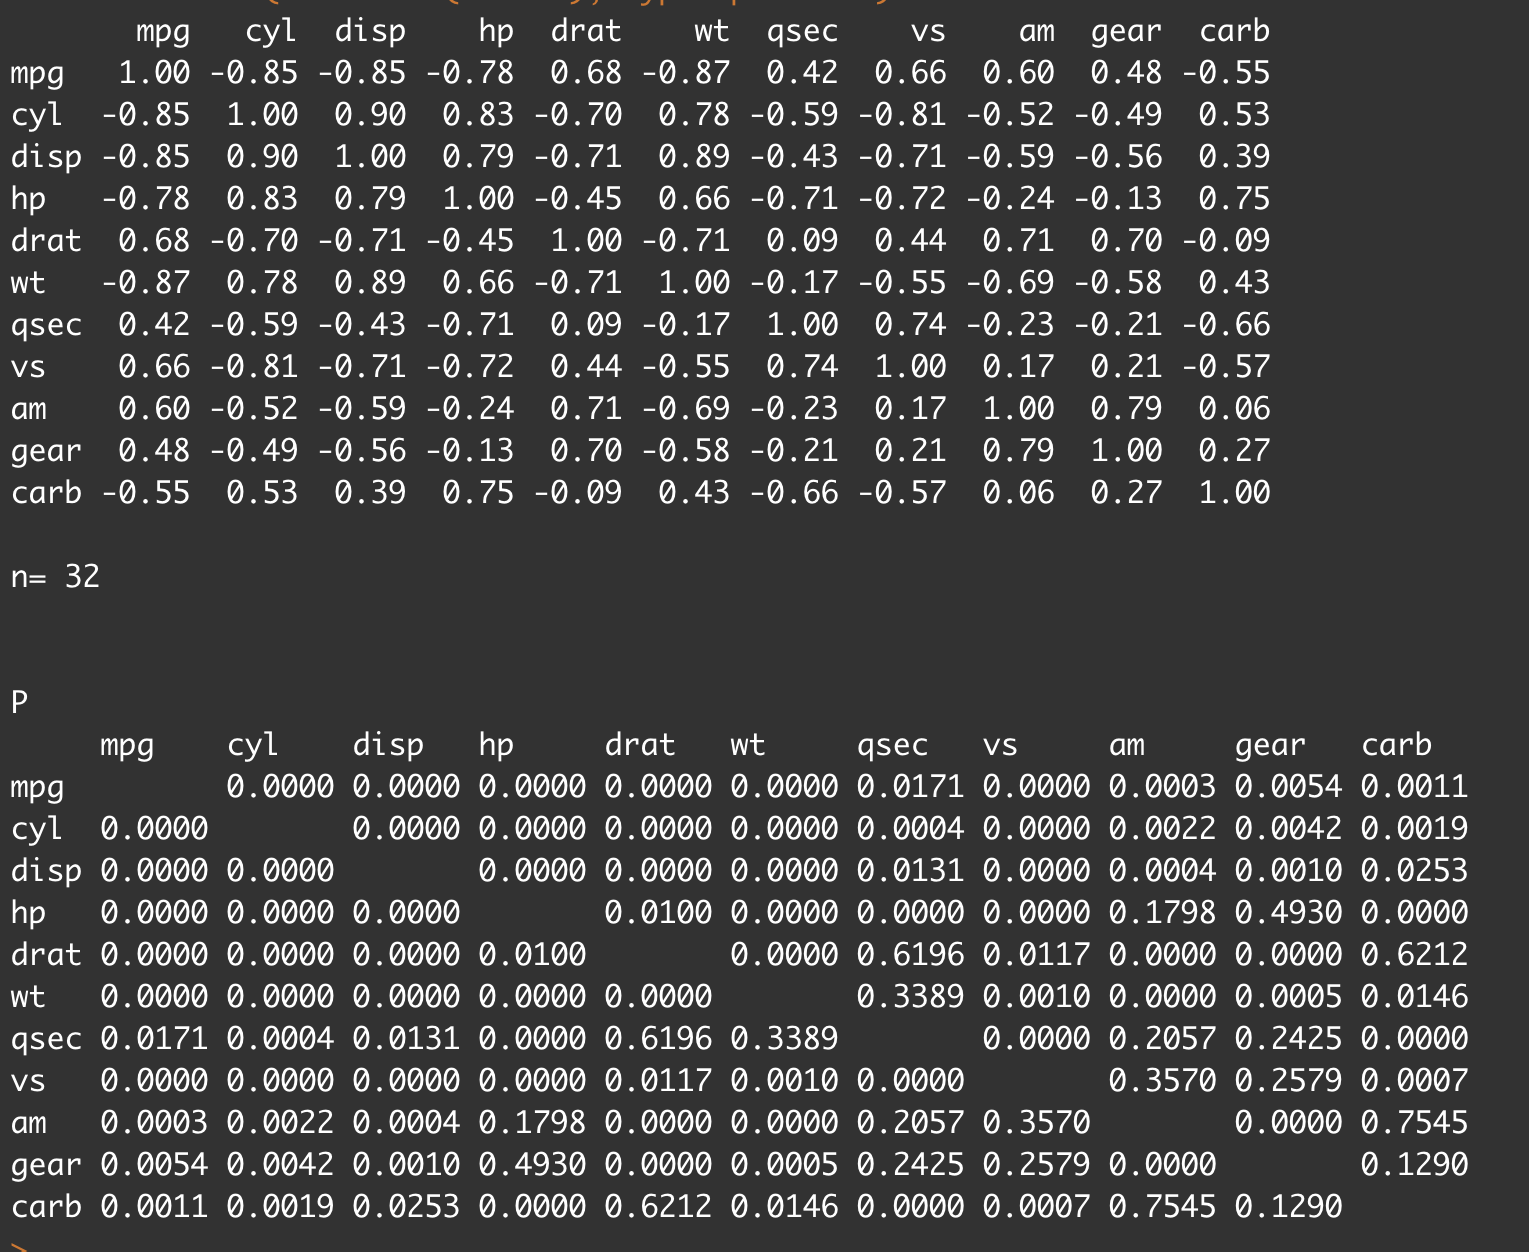 mpg cyl disp hp drat wt qsec vs am gear carb
mpg 1.00 -0.85 -0.85 -0.78 0.68 -0.87 0.42 0.66 0.60 0.48 -0.55
cyl -0.85 1.00 0.90 0.83 -0.70 0.78 -0.59 -0.81 -0.52 -0.49 0.53
disp -0.85 0.90 1.00 0.79 -0.71 0.89 -0.43 -0.71 -0.59 -0.56 0.39
hp -0.78 0.83 0.79 1.00 -0.45 0.66 -0.71 -0.72 -0.24 -0.13 0.75
drat 0.68 -0.70 -0.71 -0.45 1.00 -0.71 0.09 0.44 0.71 0.70 -0.09
wt -0.87 0.78 0.89 0.66 -0.71 1.00 -0.17 -0.55 -0.69 -0.58 0.43
qsec 0.42 -0.59 -0.43 -0.71 0.09 -0.17 1.00 0.74 -0.23 -0.21 -0.66
vs 0.66 -0.81 -0.71 -0.72 0.44 -0.55 0.74 1.00 0.17 0.21 -0.57
am 0.60 -0.52 -0.59 -0.24 0.71 -0.69 -0.23 0.17 1.00 0.79 0.06
gear 0.48 -0.49 -0.56 -0.13 0.70 -0.58 -0.21 0.21 0.79 1.00 0.27
carb -0.55 0.53 0.39 0.75 -0.09 0.43 -0.66 -0.57 0.06 0.27 1.00
n= 32
P
mpg cyl disp hp drat wt qsec vs am gear carb
mpg 0.0000 0.0000 0.0000 0.0000 0.0000 0.0171 0.0000 0.0003 0.0054 0.0011
cyl 0.0000 0.0000 0.0000 0.0000 0.0000 0.0004 0.0000 0.0022 0.0042 0.0019
disp 0.0000 0.0000 0.0000 0.0000 0.0000 0.0131 0.0000 0.0004 0.0010 0.0253
hp 0.0000 0.0000 0.0000 0.0100 0.0000 0.0000 0.0000 0.1798 0.4930 0.0000
drat 0.0000 0.0000 0.0000 0.0100 0.0000 0.6196 0.0117 0.0000 0.0000 0.6212
wt 0.0000 0.0000 0.0000 0.0000 0.0000 0.3389 0.0010 0.0000 0.0005 0.0146
qsec 0.0171 0.0004 0.0131 0.0000 0.6196 0.3389 0.0000 0.2057 0.2425 0.0000
vs 0.0000 0.0000 0.0000 0.0000 0.0117 0.0010 0.0000 0.3570 0.2579 0.0007
am 0.0003 0.0022 0.0004 0.1798 0.0000 0.0000 0.2057 0.3570 0.0000 0.7545
gear 0.0054 0.0042 0.0010 0.4930 0.0000 0.0005 0.2425 0.2579 0.0000 0.1290
carb 0.0011 0.0019 0.0253 0.0000 0.6212 0.0146 0.0000 0.0007 0.7545 0.1290
>